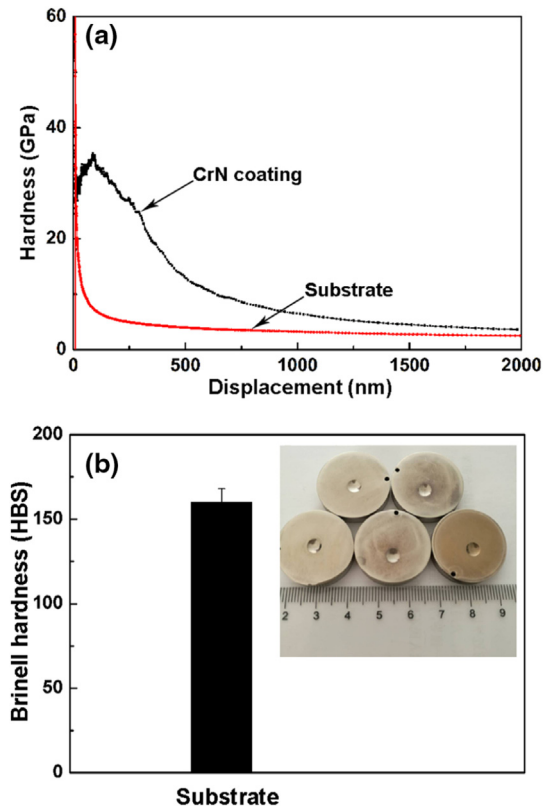 (a)
Hardness (GPa)
60
40
20
0
CrN coating
Substrate
0
500
1000
1500
2000
Displacement (nm)
(b)
Brinell hardness (HBS)
200
150
100
50
0
2 3 4 5 6 7 8 9
Substrate